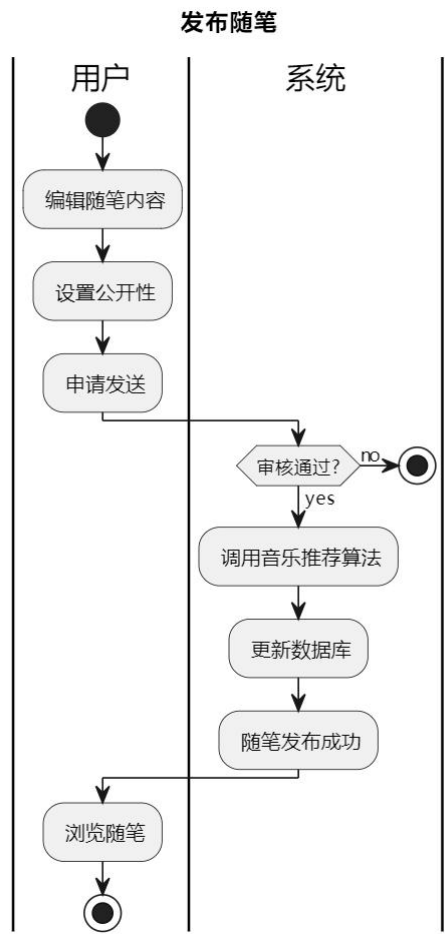 发布随笔
用户
系统
编辑随笔内容
设置公开性
申请发送
审核通过?
no
yes
调用音乐推荐算法
更新数据库
随笔发布成功
浏览随笔